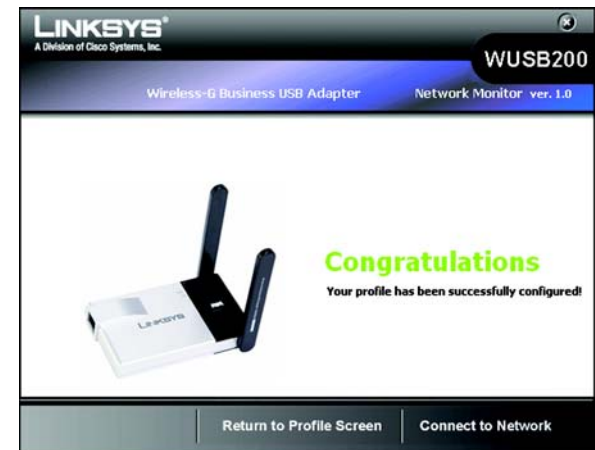 LINKSYS®
A Division of Cisco Systems, Inc.
WUSB200
Wireless-G Business USB Adapter
Network Monitor ver. 1.0
LINKSYS
Congratulations
Your profile has been successfully configured!
Return to Profile Screen
Connect to Network